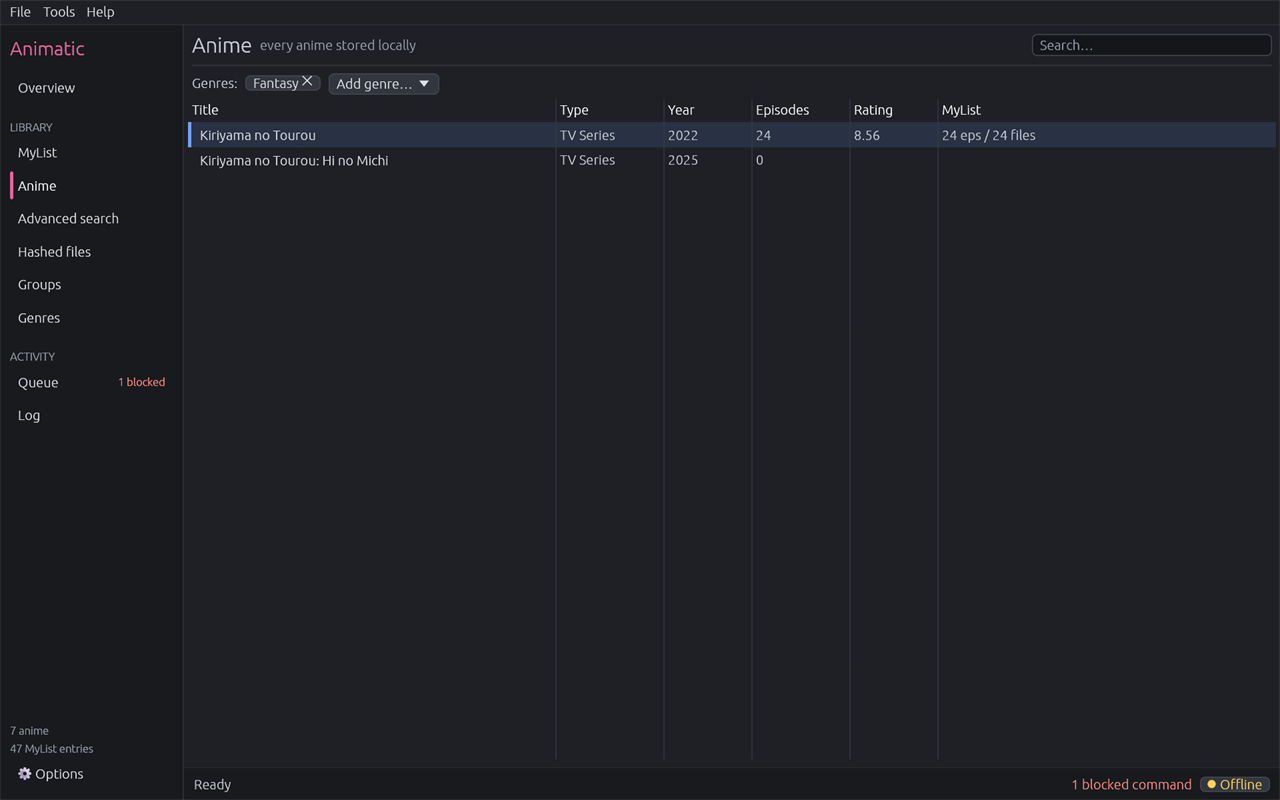 File Tools Help
Animatic
Overview
LIBRARY
MyList
Anime
Advanced search
Hashed files
Groups
Genres
ACTIVITY
Queue 1 blocked
Log
7 anime
47 MyList entries
Options
Anime every anime stored locally
Search...
Genres: Fantasy Add genre...
Title Type Year Episodes Rating MyList
Kiriyama no Tourou TV Series 2022 24 8.56 24 eps / 24 files
Kiriyama no Tourou: Hi no Michi TV Series 2025 0
Ready 1 blocked command Offline